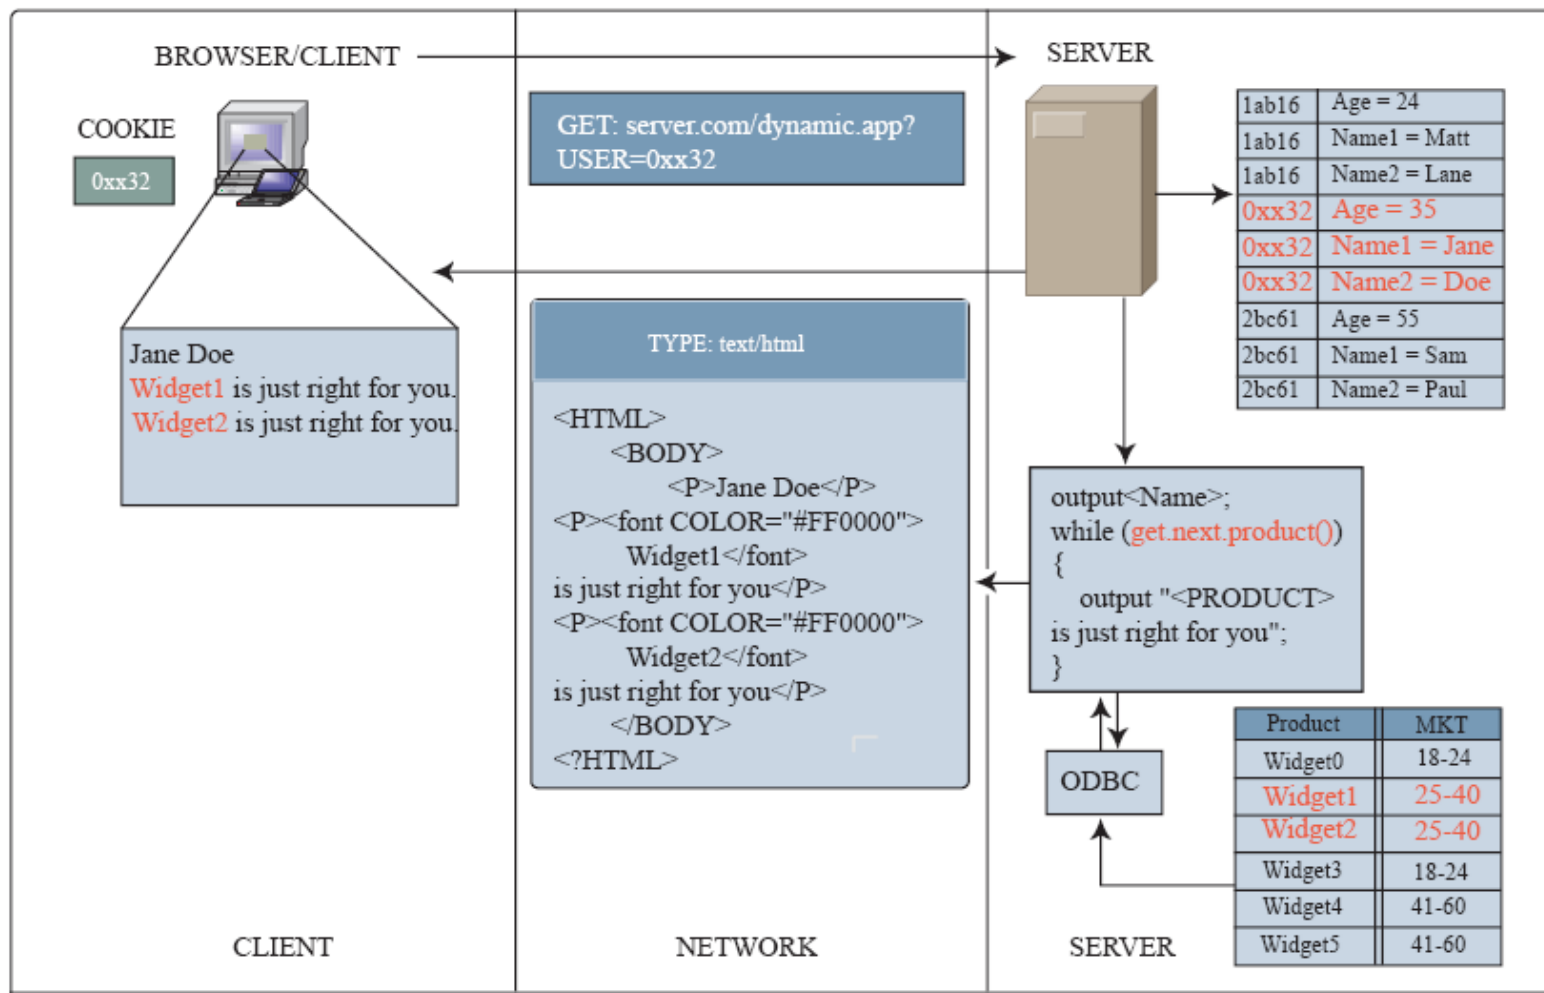 BROWSER/CLIENT
SERVER
COOKIE
0xx32
GET: server.com/dynamic.app?
USER=0xx32
1ab16 Age = 24
1ab16 Name1 = Matt
1ab16 Name2 = Lane
0xx32 Age = 35
0xx32 Name1 = Jane
0xx32 Name2 = Doe
2bc61 Age = 55
2bc61 Name1 = Sam
2bc61 Name2 = Paul
Jane Doe
Widget1 is just right for you.
Widget2 is just right for you.
TYPE: text/html
<HTML>
<BODY>
<P>Jane Doe</P>
<P><font COLOR="#FF0000">
Widget1</font>
is just right for you</P>
<P><font COLOR="#FF0000">
Widget2</font>
is just right for you</P>
</BODY>
<?HTML>
output<Name>;
while (get.next.product())
{
output "<PRODUCT>
is just right for you";
}
ODBC
Product MKT
Widget0 18-24
Widget1 25-40
Widget2 25-40
Widget3 18-24
Widget4 41-60
Widget5 41-60
CLIENT
NETWORK
SERVER